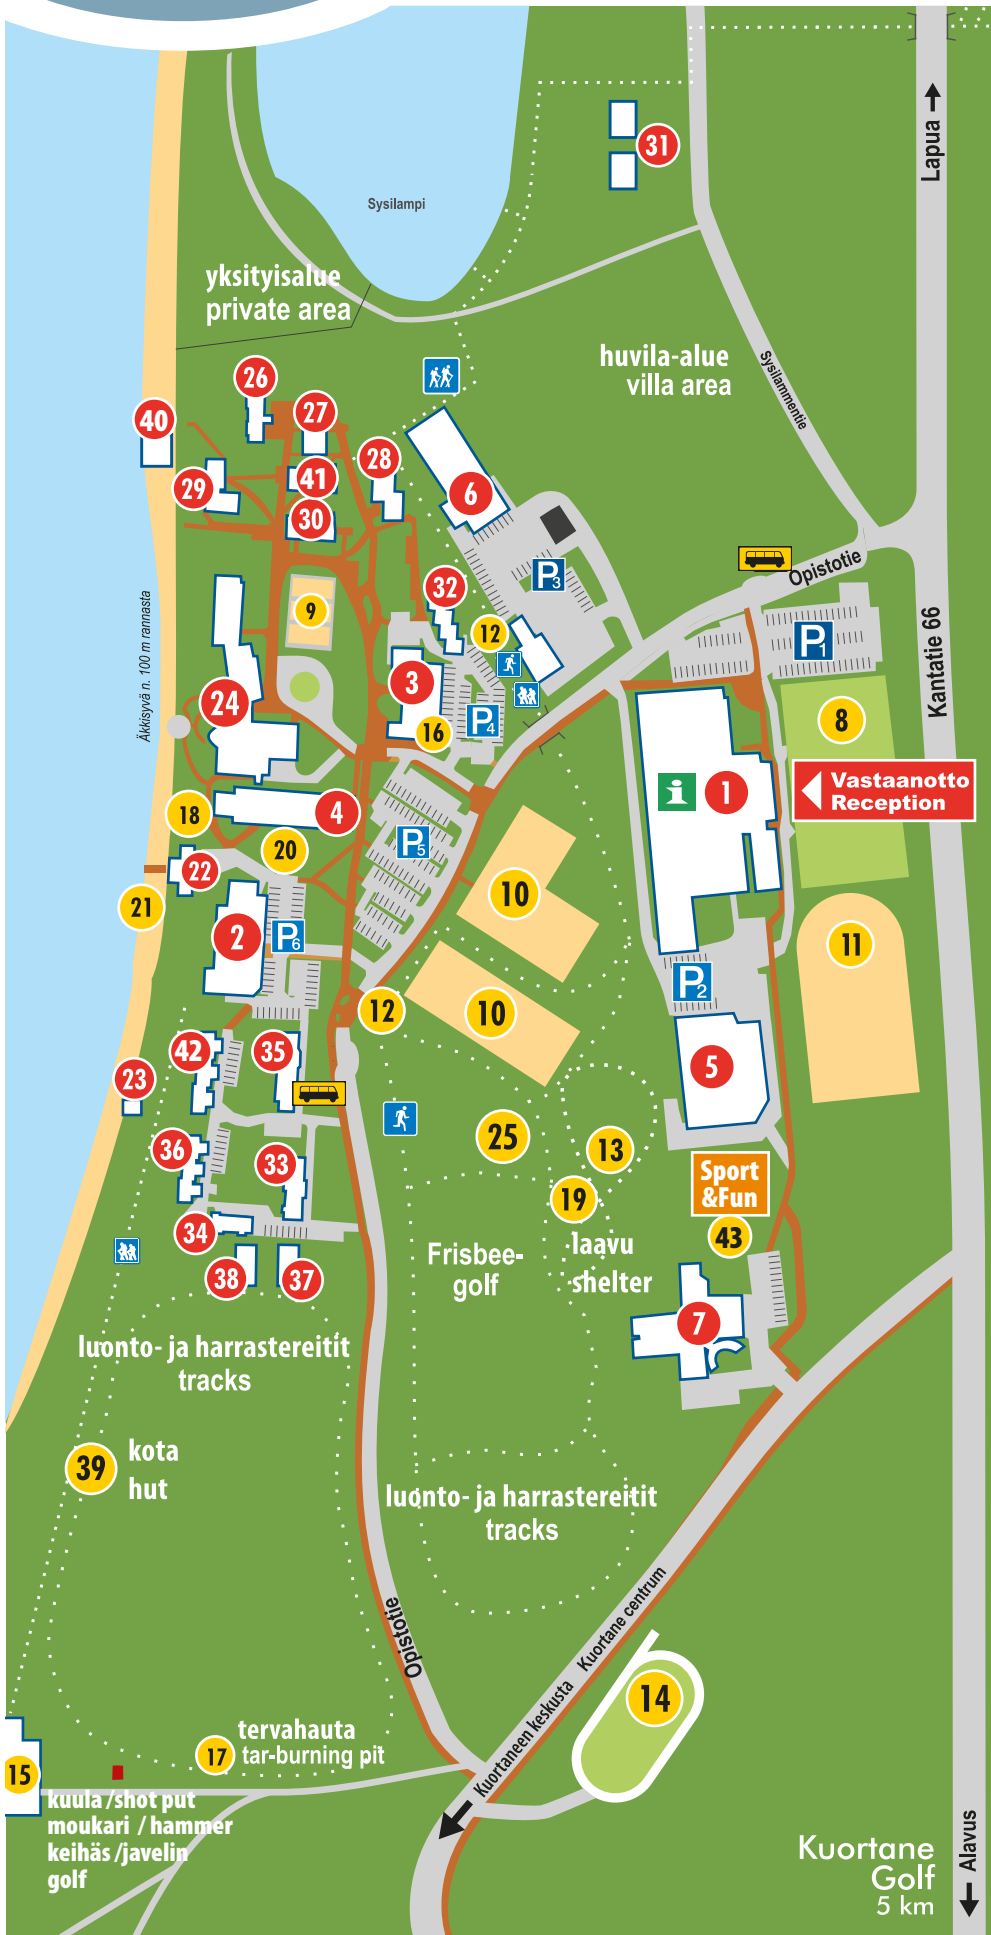 Lapua
31
Sysilampi
yksityisalue
private area
huvila-alue
villa area
Sysilammentie
26
27
40
28
41
29
6
30
P3
Opistotie
32
9
12
P1
Kantatie 66
Äkkisyvä n. 100 m rannasta
3
24
16
P4
8
i
1
Vastaanotto
Reception
18
4
20
P5
22
10
21
2
P6
11
P2
12
10
42
35
5
23
25
13
36
33
Sport
&Fun
19
34
43
laavu
shelter
Frisbee-
golf
38
37
7
luonto- ja harrastereitit
tracks
39
kota
hut
luonto- ja harrastereitit
tracks
Opistotie
Kuortaneen keskusta Kuortane centrum
14
tervahauta
17
tar-burning pit
15
kuula /shot put
moukari / hammer
keihäs /javelin
golf
Kuortane
Golf
5 km
Alavus